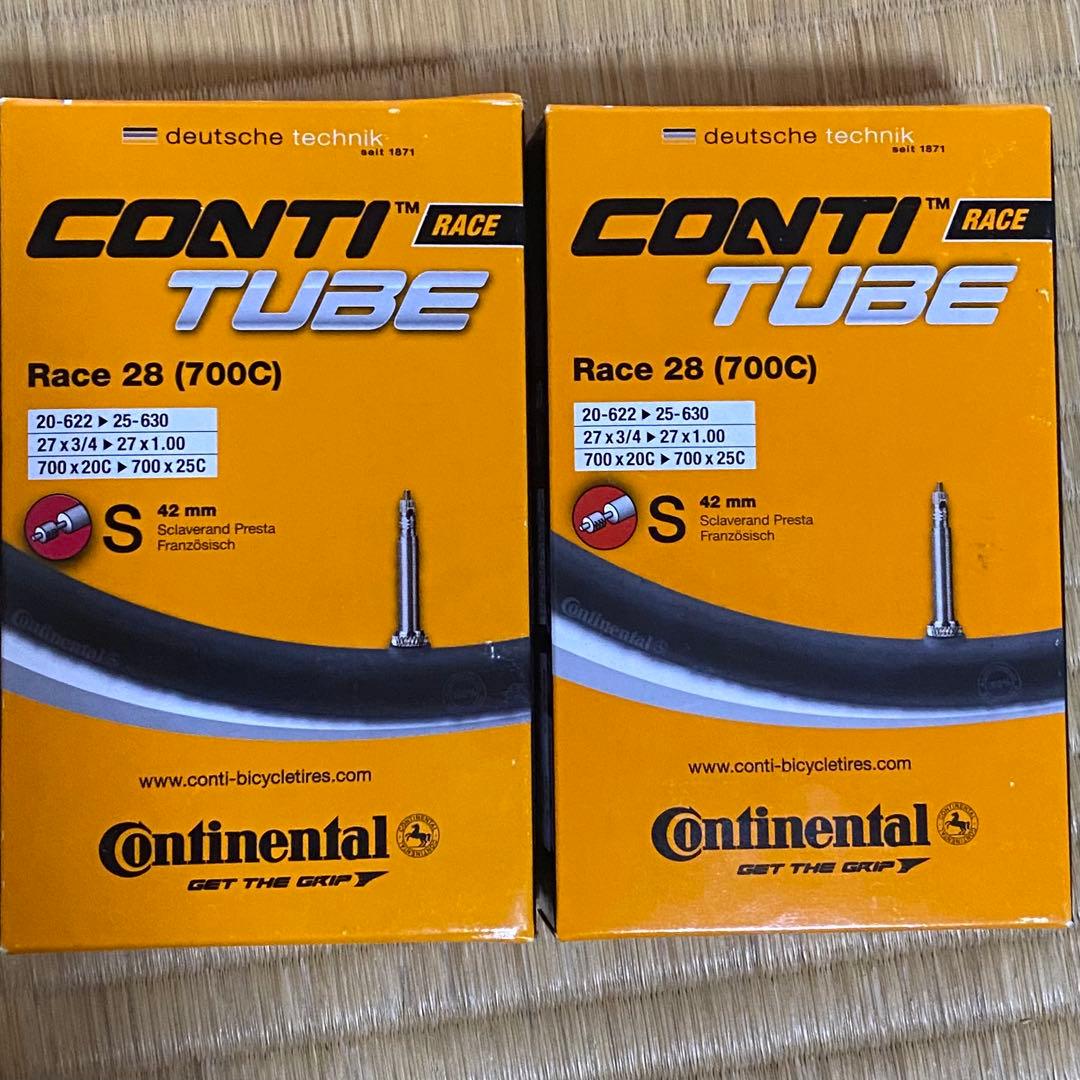 deutsche technik
seit 1871
CONTI™ RACE
TUBE
Race 28 (700C)
20-622 ▶ 25-630
27 x 3/4 ▶ 27 x 1.00
700 x 20C ▶ 700 x 25C
S 42 mm
Sclaverand Presta
Französisch
Continental
www.conti-bicycletires.com
Continental
GET THE GRIP
deutsche technik
seit 1871
CONTI™ RACE
TUBE
Race 28 (700C)
20-622 ▶ 25-630
27 x 3/4 ▶ 27 x 1.00
700 x 20C ▶ 700 x 25C
S 42 mm
Sclaverand Presta
Französisch
Continental
www.conti-bicycletires.com
Continental
GET THE GRIP